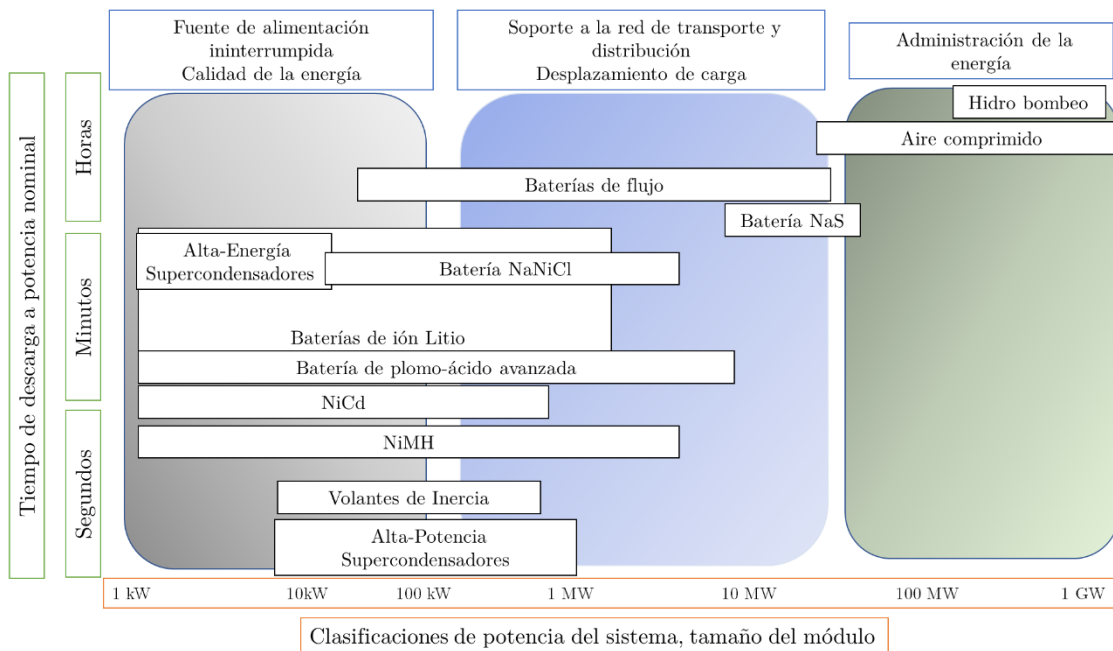 Fuente de alimentación
ininterrumpida
Calidad de la energía
Soporte a la red de transporte y
distribución
Desplazamiento de carga
Administración de la
energía
Tiempo de descarga a potencia nominal
Horas
Minutos
Segundos
Hidro bombeo
Aire comprimido
Baterías de flujo
Batería NaS
Alta-Energía
Supercondensadores
Batería NaNiCl
Baterías de ión Litio
Batería de plomo-ácido avanzada
NiCd
NiMH
Volantes de Inercia
Alta-Potencia
Supercondensadores
1 kW 10kW 100 kW 1 MW 10 MW 100 MW 1 GW
Clasificaciones de potencia del sistema, tamaño del módulo